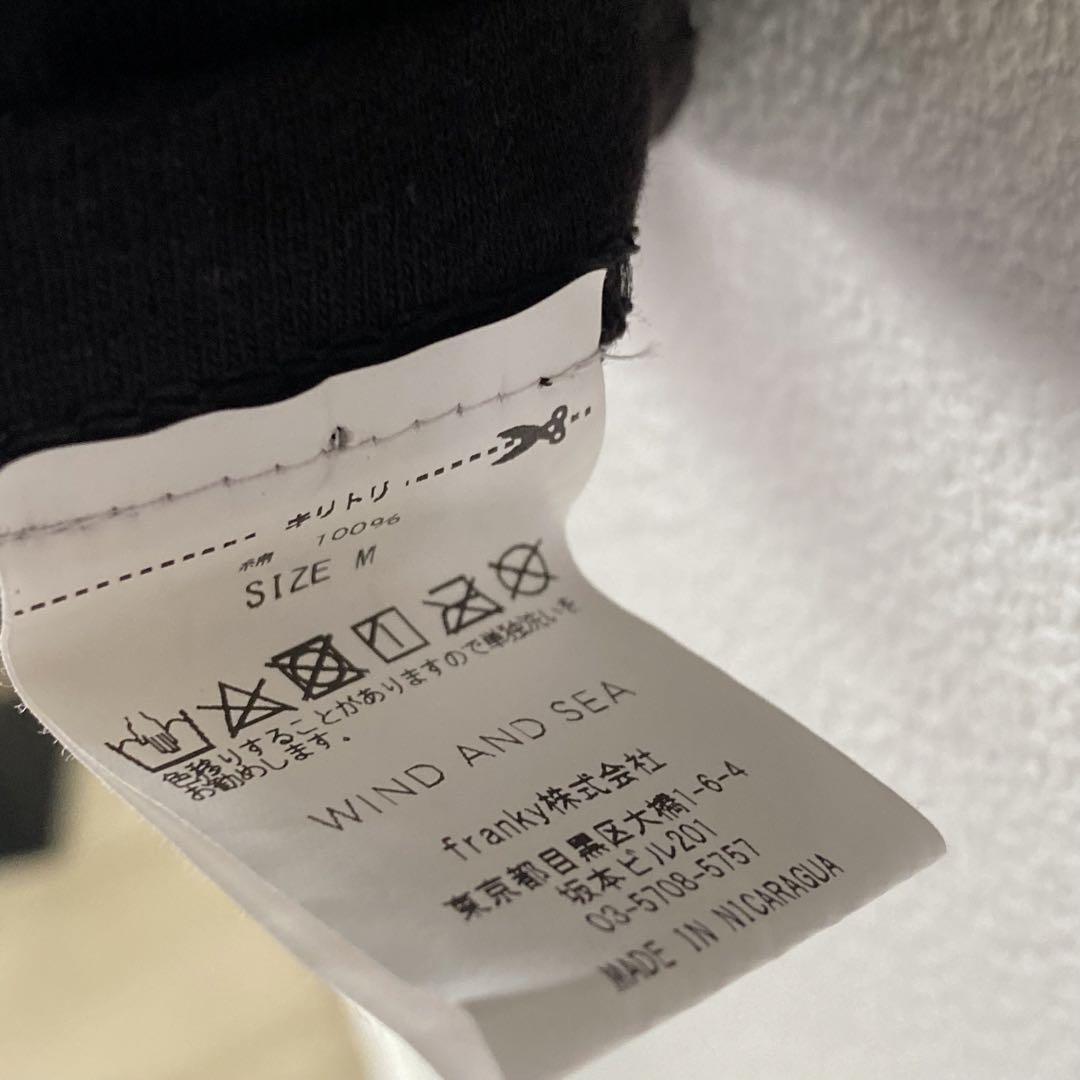 キリトリ
綿 100%
SIZE M
色移りすることがありますので単独洗いを
お勧めします。
WIND AND SEA
franky株式会社
東京都目黒区大橋1-6-4
坂本ビル201
03-5708-5757
MADE IN NICARAGUA